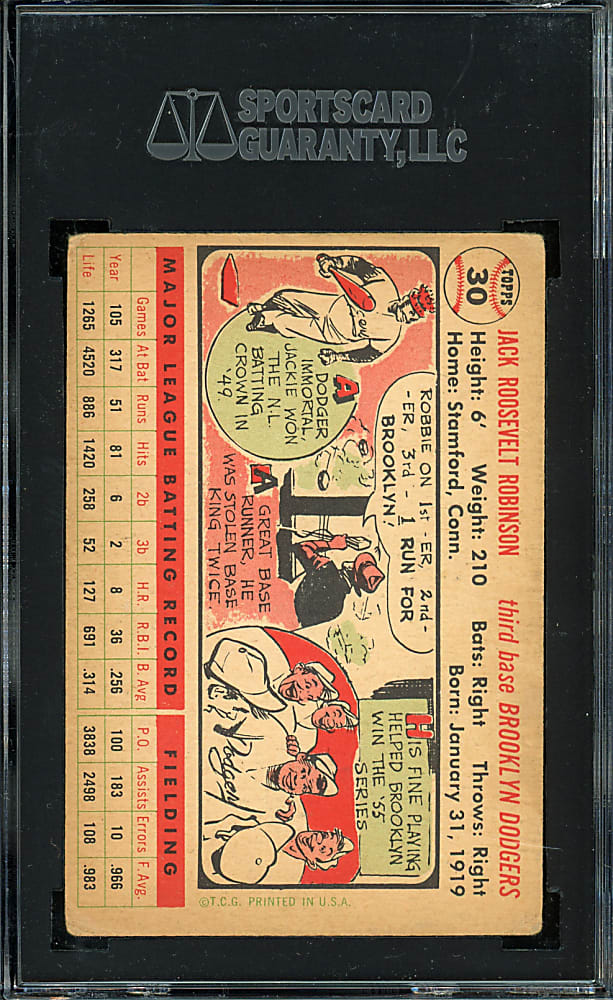 SPORTSCARD
GUARANTY, LLC
TOPPS
30
JACK ROOSEVELT ROBINSON third base BROOKLYN DODGERS
Height: 6' Weight: 210 Bats: Right Throws: Right
Home: Stamford, Conn. Born: January 31, 1919
DODGER
IMMORTAL,
JACKIE WON
THE N.L.
BATTING
CROWN IN
'49.
ROBBIE ON 1st-ER, 2nd-
-ER, 3rd - 1 RUN FOR
BROOKLYN!
A GREAT BASE
RUNNER, HE
WAS STOLEN BASE
KING TWICE.
HIS FINE PLAYING
HELPED BROOKLYN
WIN THE '55
SERIES
Dodgers
MAJOR LEAGUE BATTING RECORD FIELDING
Games At Bat Runs Hits 2b 3b H.R. R.B.I. B. Avg P.O. Assists Errors F. Avg.
Year 105 317 51 81 6 2 8 36 .256 100 183 10 .966
Life 1265 4520 886 1420 258 52 127 691 .314 3838 2498 108 .983
©T.C.G. PRINTED IN U.S.A.